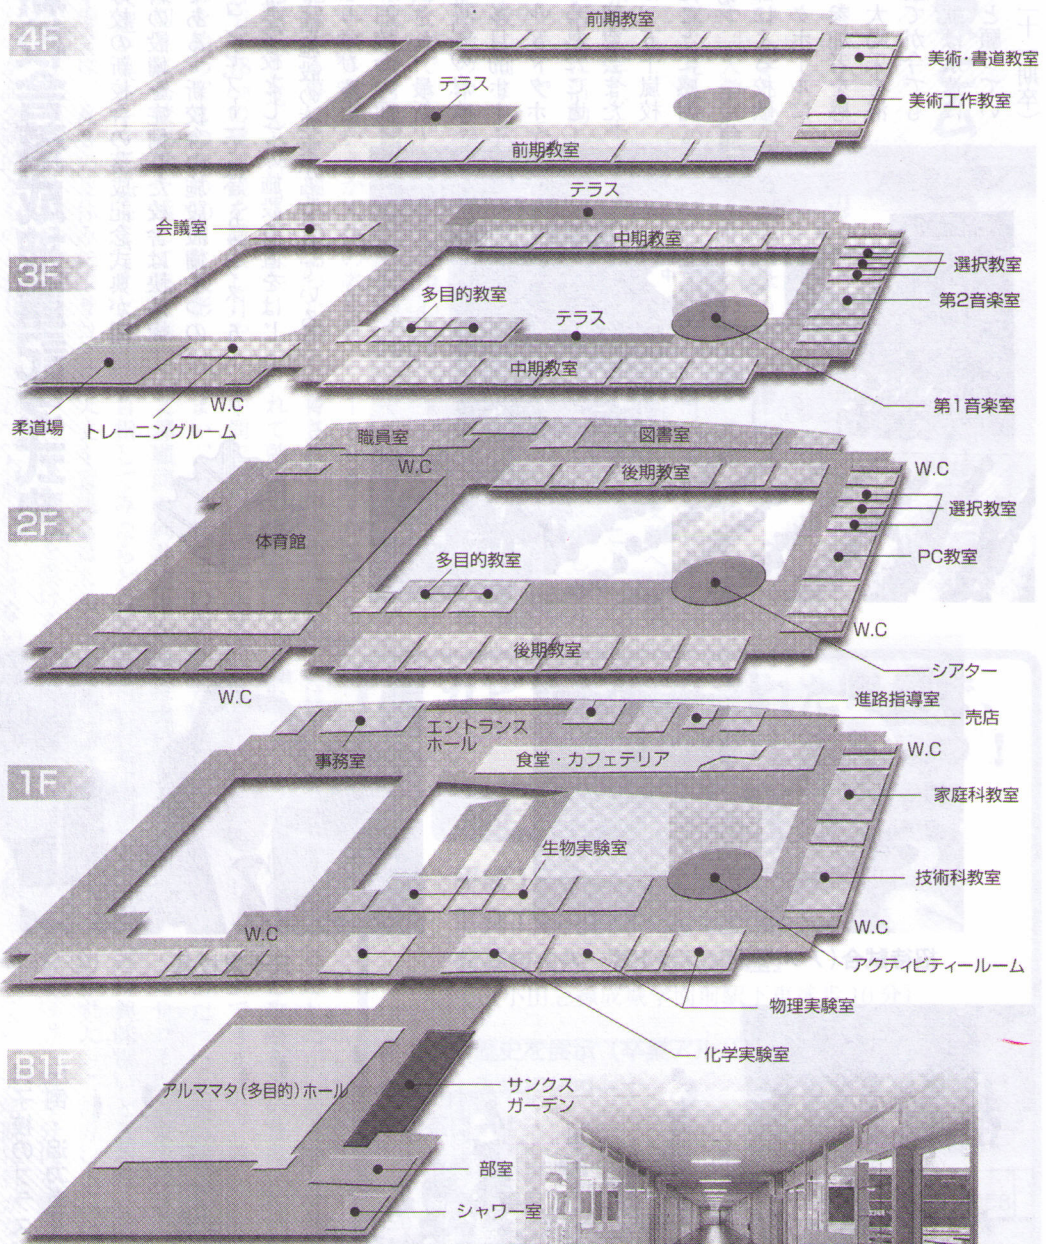 4F
前期教室
美術・書道教室
美術工作教室
テラス
前期教室
3F
テラス
会議室
中期教室
選択教室
第2音楽室
多目的教室
テラス
中期教室
第1音楽室
W.C
柔道場
トレーニングルーム
2F
職員室
図書室
W.C
後期教室
W.C
選択教室
体育館
PC教室
多目的教室
W.C
後期教室
シアター
W.C
1F
進路指導室
売店
エントランス
ホール
事務室
食堂・カフェテリア
W.C
家庭科教室
生物実験室
技術科教室
W.C
W.C
アクティビティールーム
物理実験室
化学実験室
B1F
アルママタ(多目的)ホール
サンクス
ガーデン
部室
シャワー室